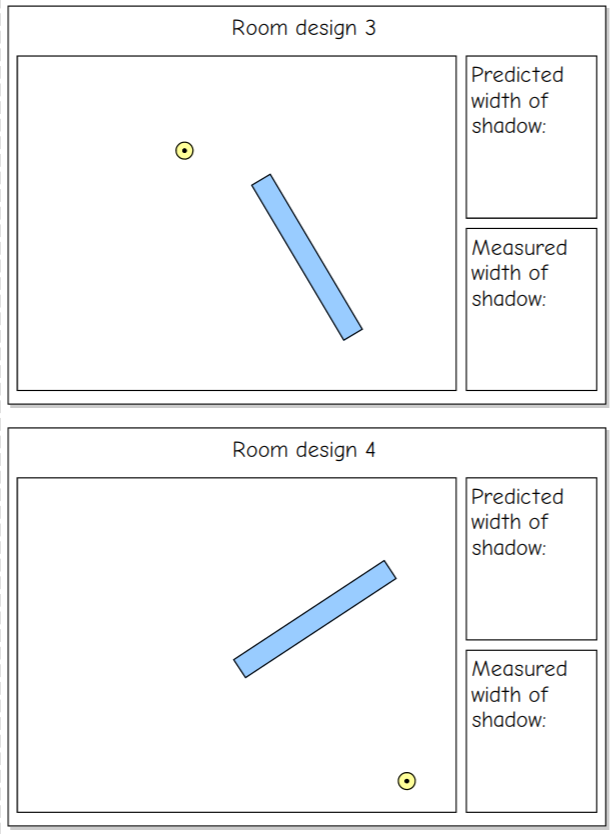 Room design 3
Predicted
width of
shadow:
Measured
width of
shadow:
Room design 4
Predicted
width of
shadow:
Measured
width of
shadow: